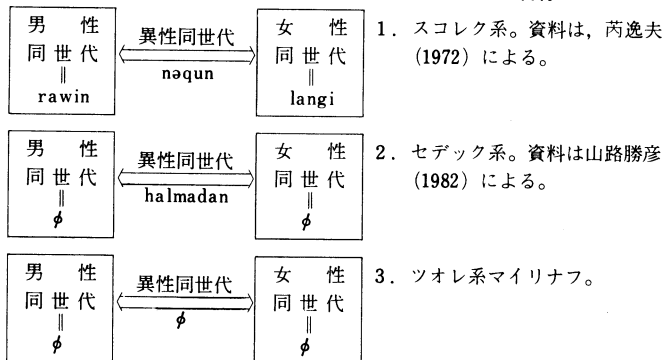 男性
同世代
‖
rawin
異性同世代
nəqun
女性
同世代
‖
langi
1. スコレク系。資料は，芮逸夫
(1972) による。
男性
同世代
‖
φ
異性同世代
halmadan
女性
同世代
‖
φ
2. セデック系。資料は山路勝彦
(1982) による。
男性
同世代
‖
φ
異性同世代
φ
女性
同世代
‖
φ
3. ツオレ系マイリナフ。